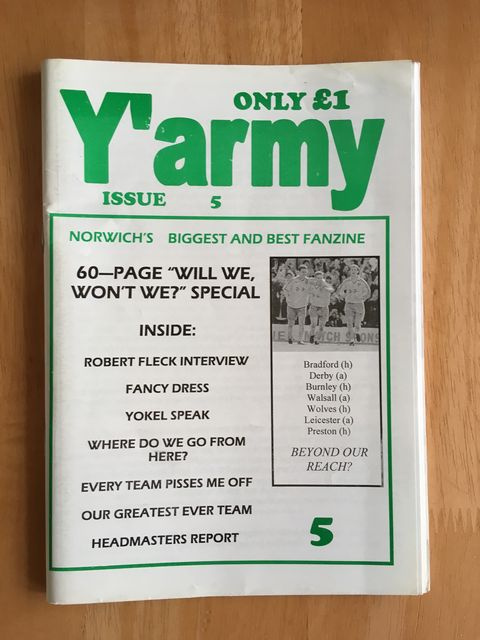 ONLY £1
Y'army
ISSUE 5
NORWICH'S BIGGEST AND BEST FANZINE
60—PAGE “WILL WE,
WON'T WE?” SPECIAL
INSIDE:
ROBERT FLECK INTERVIEW
FANCY DRESS
YOKEL SPEAK
WHERE DO WE GO FROM
HERE?
EVERY TEAM PISSES ME OFF
OUR GREATEST EVER TEAM
HEADMASTERS REPORT
Bradford (h)
Derby (a)
Burnley (h)
Walsall (a)
Wolves (h)
Leicester (a)
Preston (h)
BEYOND OUR
REACH?
5